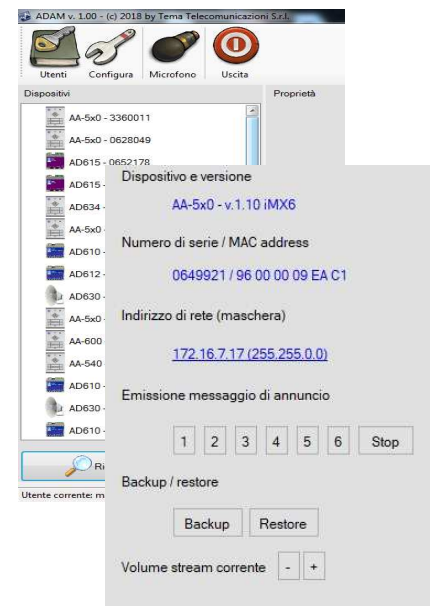 ADAM v. 1.00 - (c) 2018 by Tema Telecomunicazioni S.r.l.
Utenti Configura Microfono Uscita
Dispositivi Proprietà
AA-5x0 - 3360011
AA-5x0 - 0628049
AD615 - 0652178
AD615 -
AD634 -
AA-5x0 -
AD610 -
AD612 -
AD630 -
AA-5x0 -
AA-600 -
AA-540 -
AD610 -
AD630 -
AD610 -
Ri
Utente corrente: m
Dispositivo e versione
AA-5x0 - v.1.10 iMX6
Numero di serie / MAC address
0649921 / 96 00 00 09 EA C1
Indirizzo di rete (maschera)
172.16.7.17 (255.255.0.0)
Emissione messaggio di annuncio
1 2 3 4 5 6 Stop
Backup / restore
Backup Restore
Volume stream corrente - +